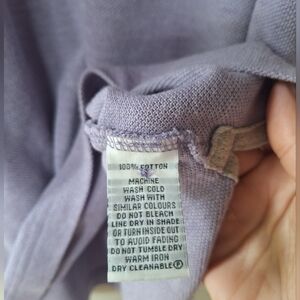 100% COTTON
MACHINE
WASH COLD
WASH WITH
SIMILAR COLOURS
DO NOT BLEACH
LINE DRY IN SHADE
OR TURN INSIDE OUT
TO AVOID FADING
DO NOT TUMBLE DRY
WARM IRON
DRY CLEANABLE Ⓟ